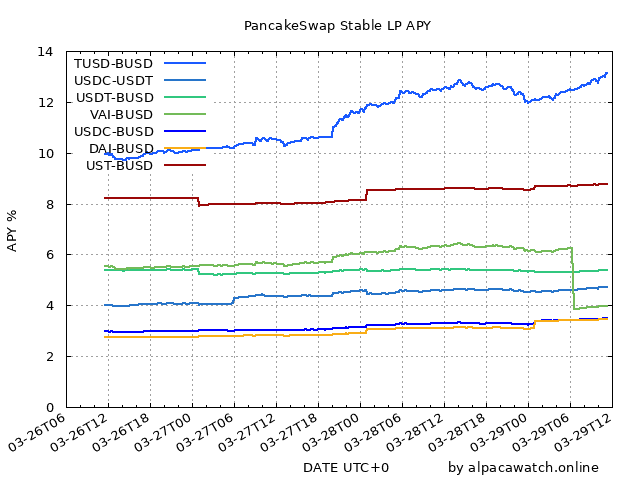 PancakeSwap Stable LP APY
14
12
10
8
6
4
2
0
APY %
TUSD-BUSD
USDC-USDT
USDT-BUSD
VAI-BUSD
USDC-BUSD
DAI-BUSD
UST-BUSD
03-26T06
03-26T12
03-26T18
03-27T00
03-27T06
03-27T12
03-27T18
03-28T00
03-28T06
03-28T12
03-28T18
03-29T00
03-29T06
03-29T12
DATE UTC+0
by alpacawatch.online